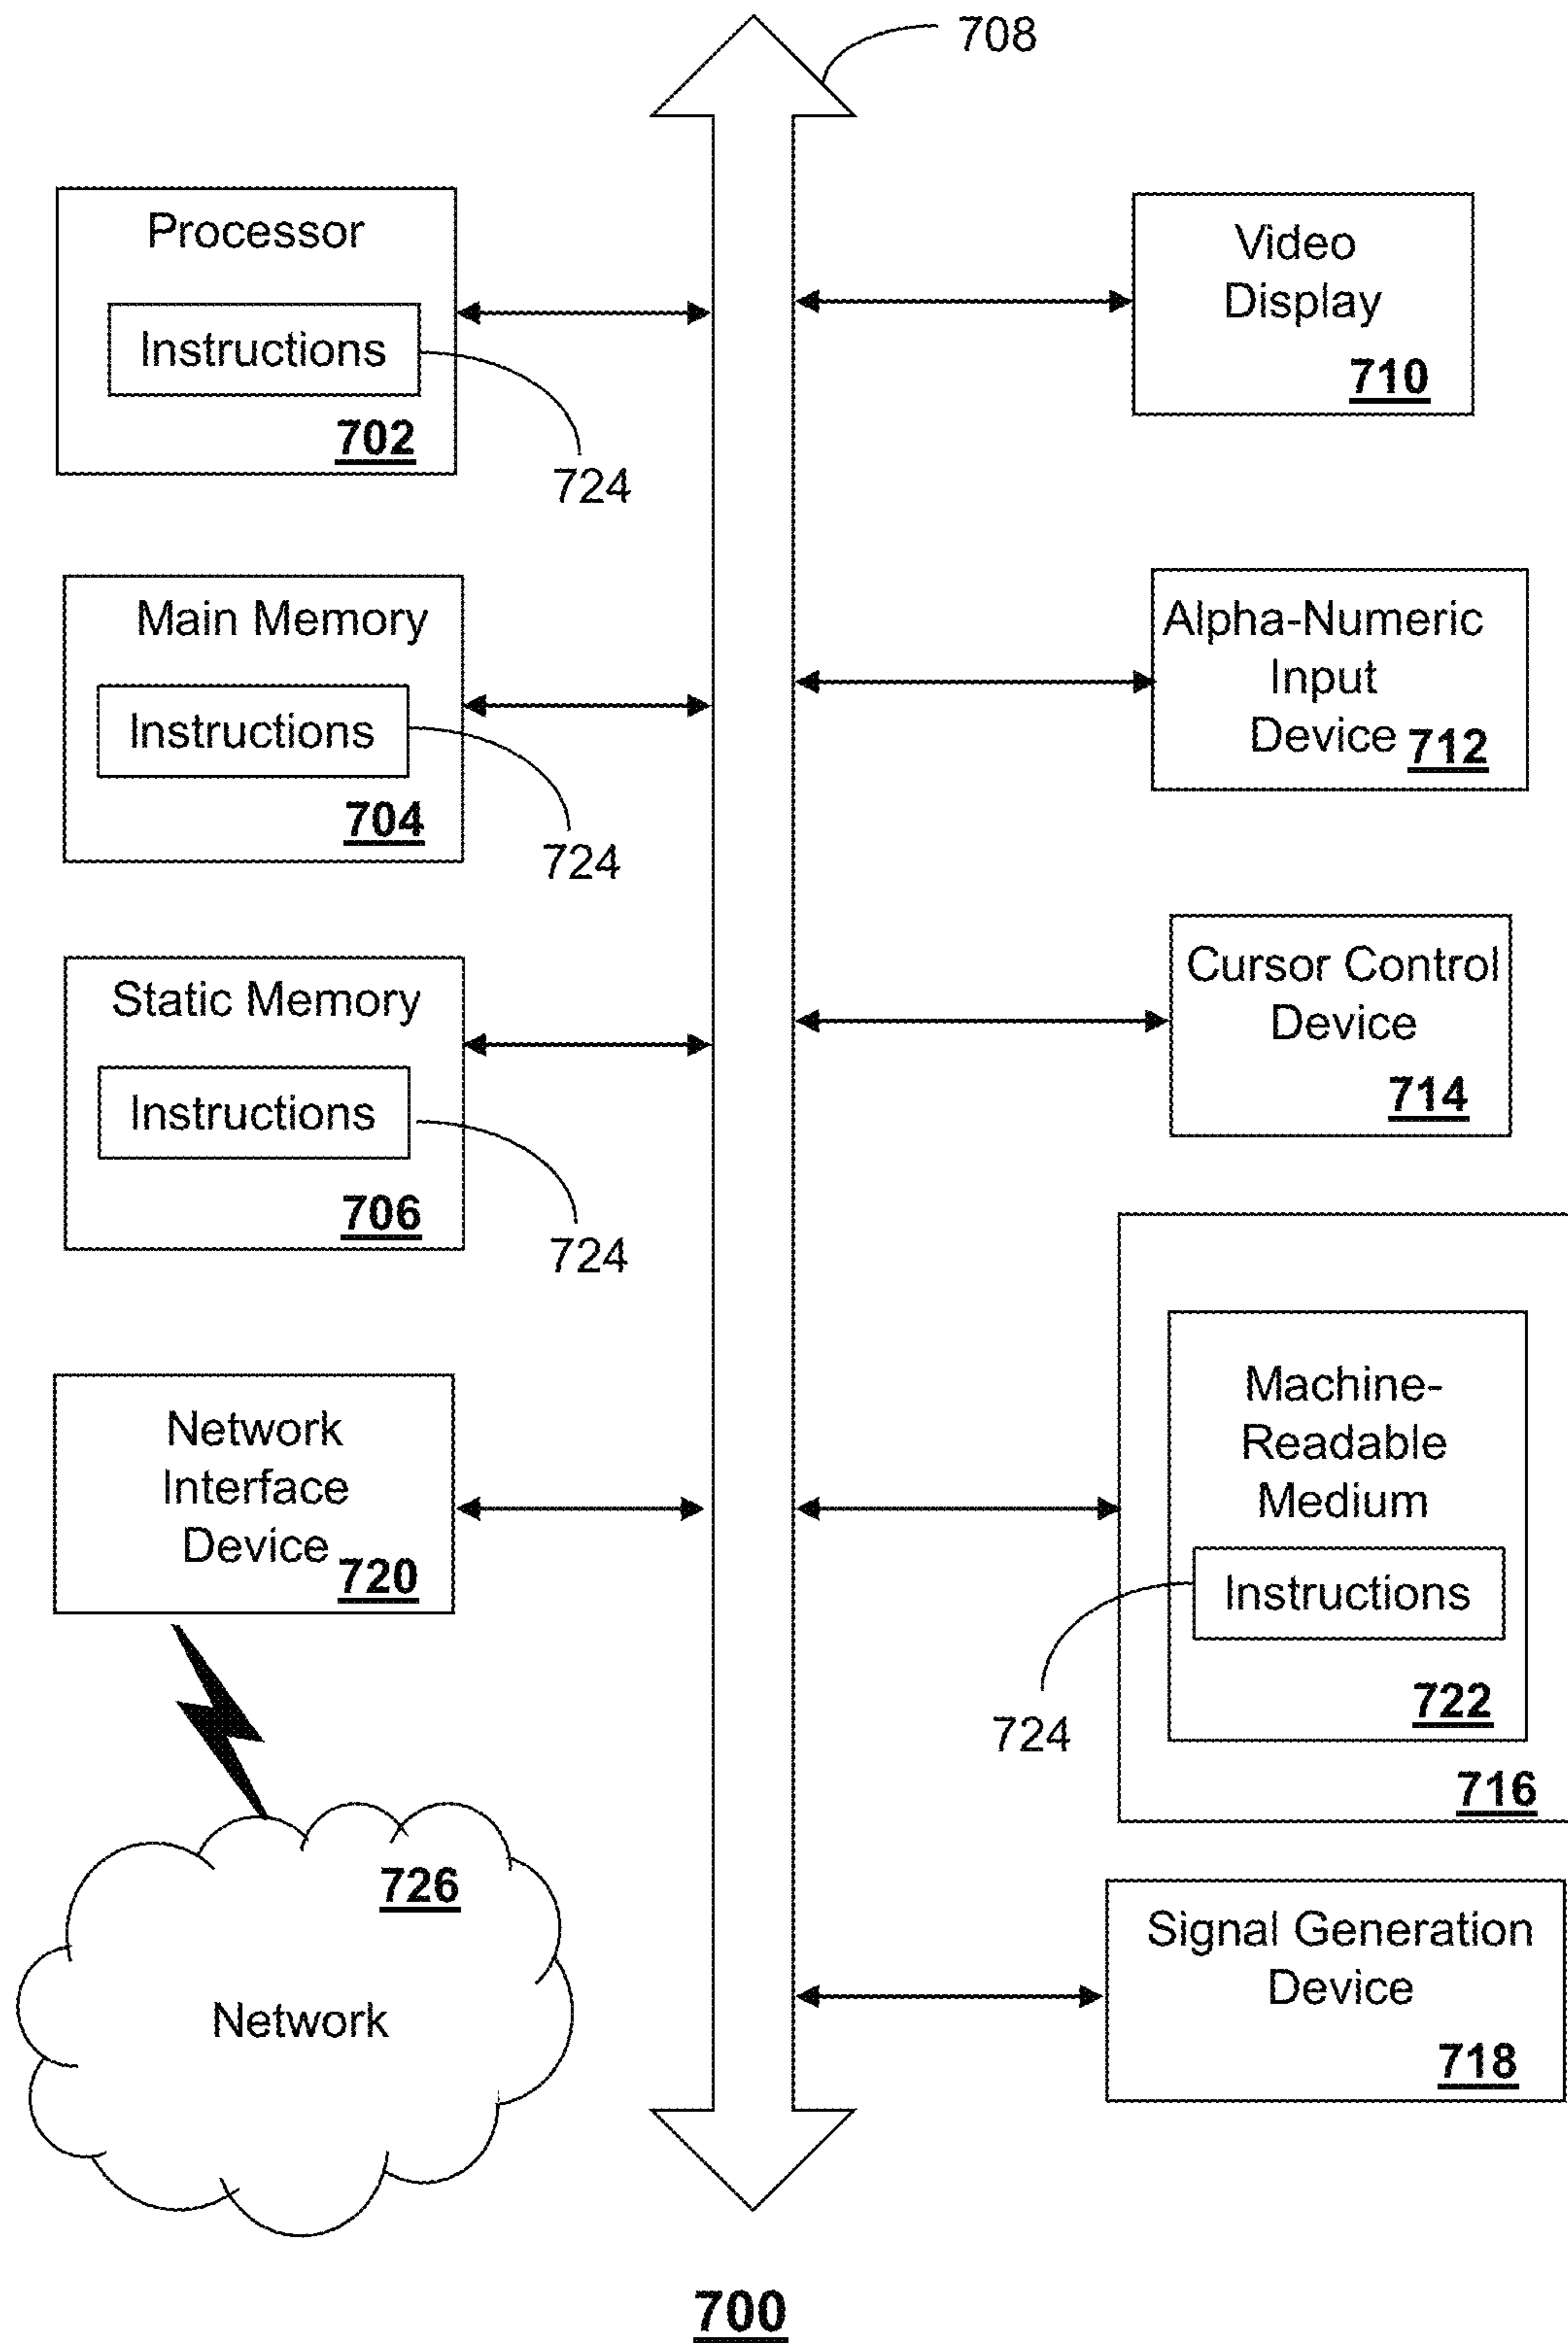 708
Processor
Instructions
702
724
Main Memory
Instructions
704
724
Static Memory
Instructions
706
724
Network
Interface
Device
720
726
Network
Video
Display
710
Alpha-Numeric
Input
Device
712
Cursor Control
Device
714
Machine-
Readable
Medium
Instructions
724
722
716
Signal Generation
Device
718
700